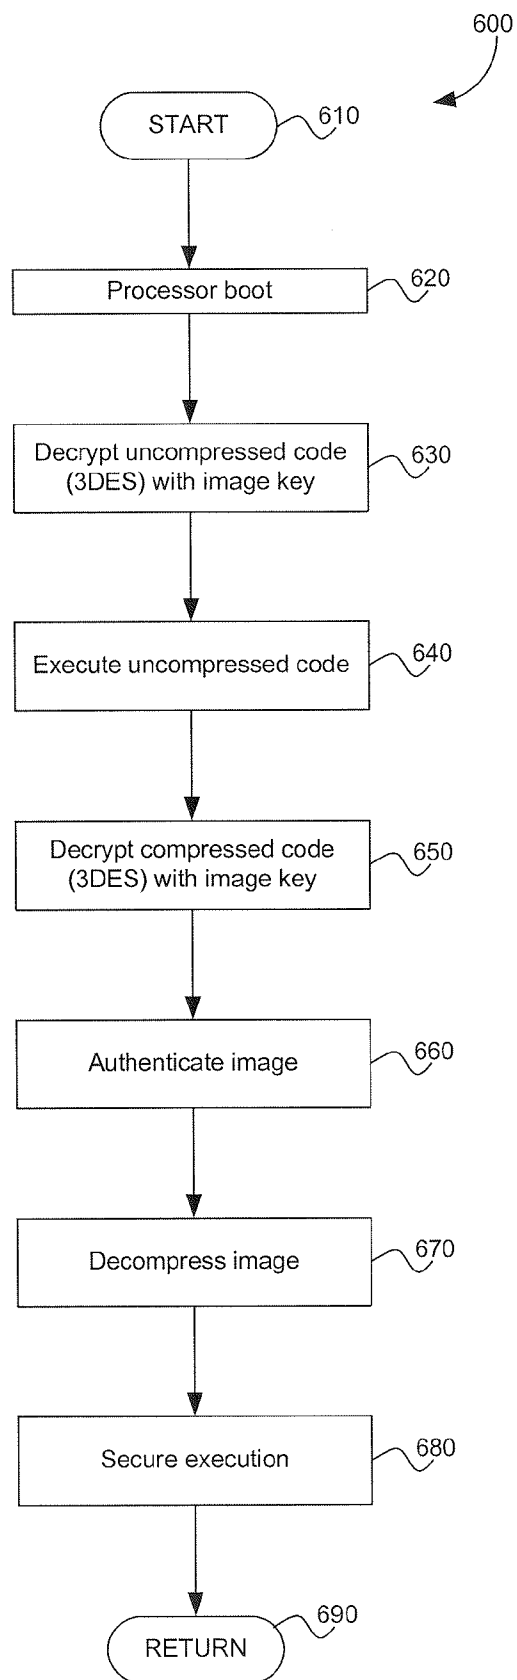 600
START
610
Processor boot
620
Decrypt uncompressed code
(3DES) with image key
630
Execute uncompressed code
640
Decrypt compressed code
(3DES) with image key
650
Authenticate image
660
Decompress image
670
Secure execution
680
RETURN
690